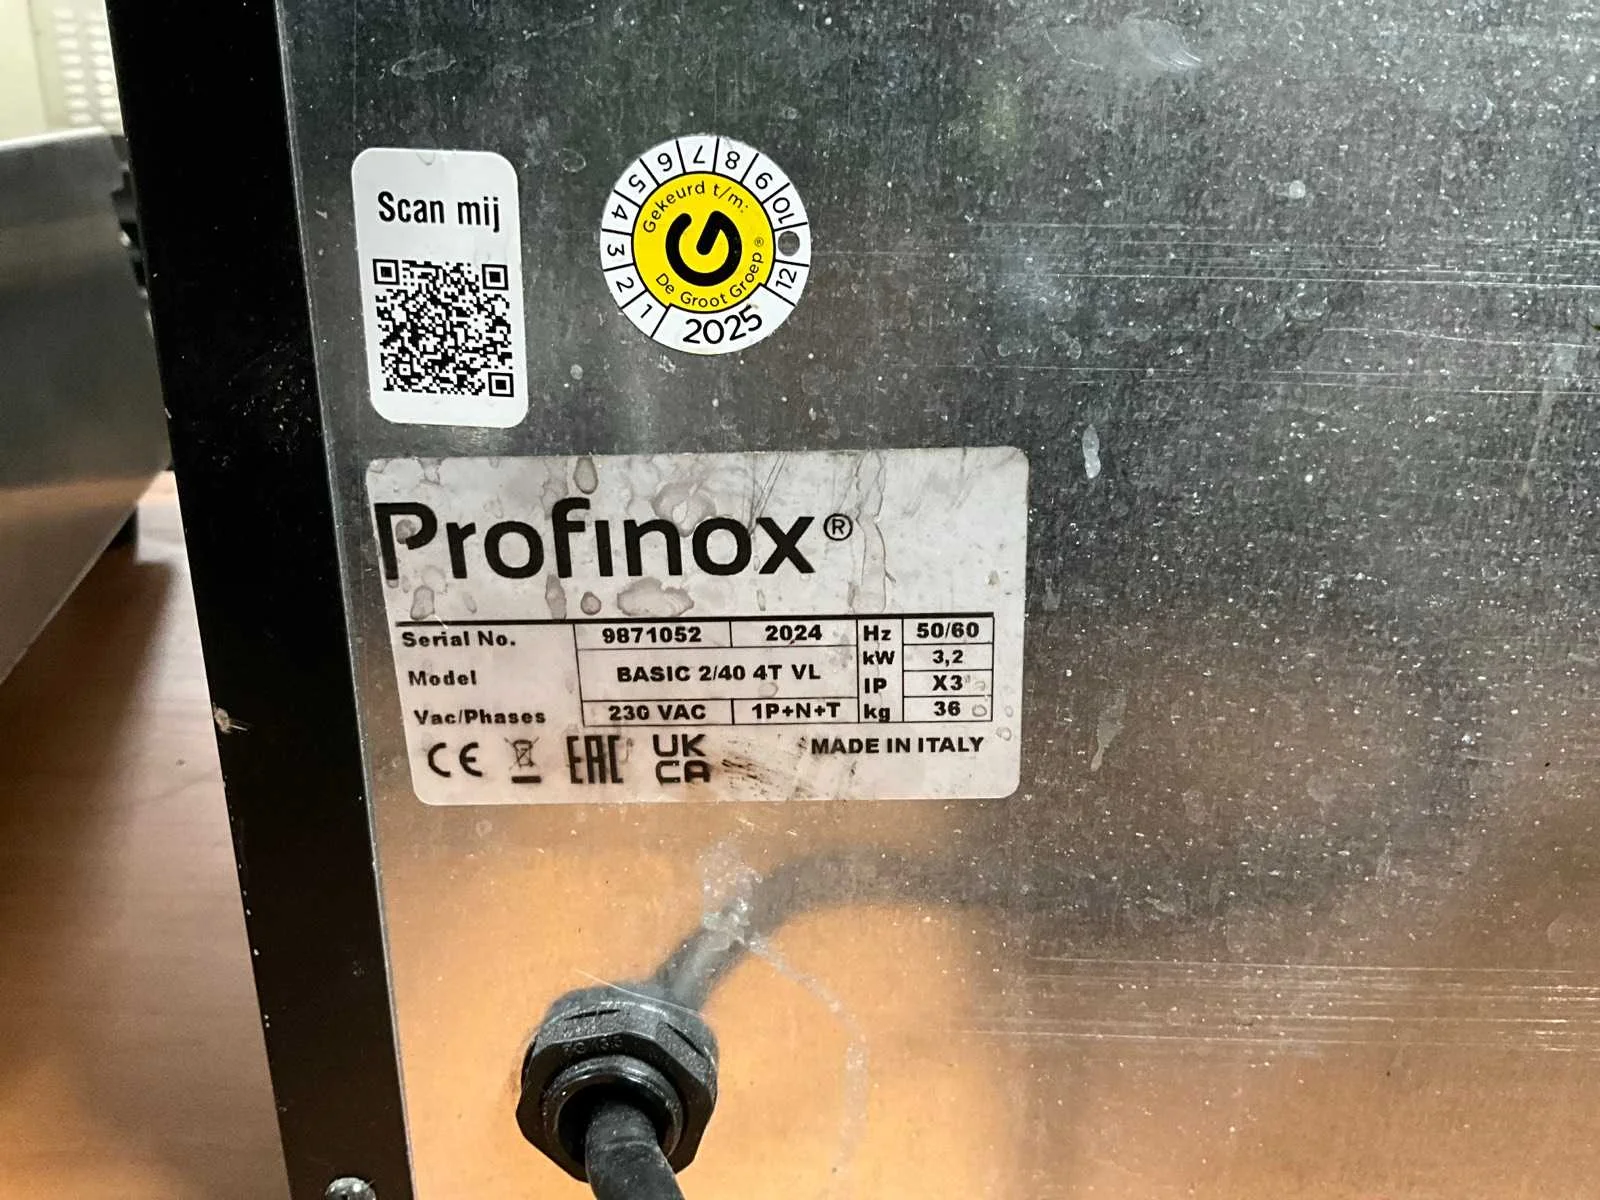 Scan mij
1 2 3 4 5 6 7 8 9 10 12
Gekeurd t/m:
De Groot Groep®
2025
Profinox®
Serial No. 9871052 2024 Hz 50/60
kW 3,2
Model BASIC 2/40 4T VL
IP X3
Vac/Phases 230 VAC 1P+N+T kg 36
CE EAC UK
CA
MADE IN ITALY